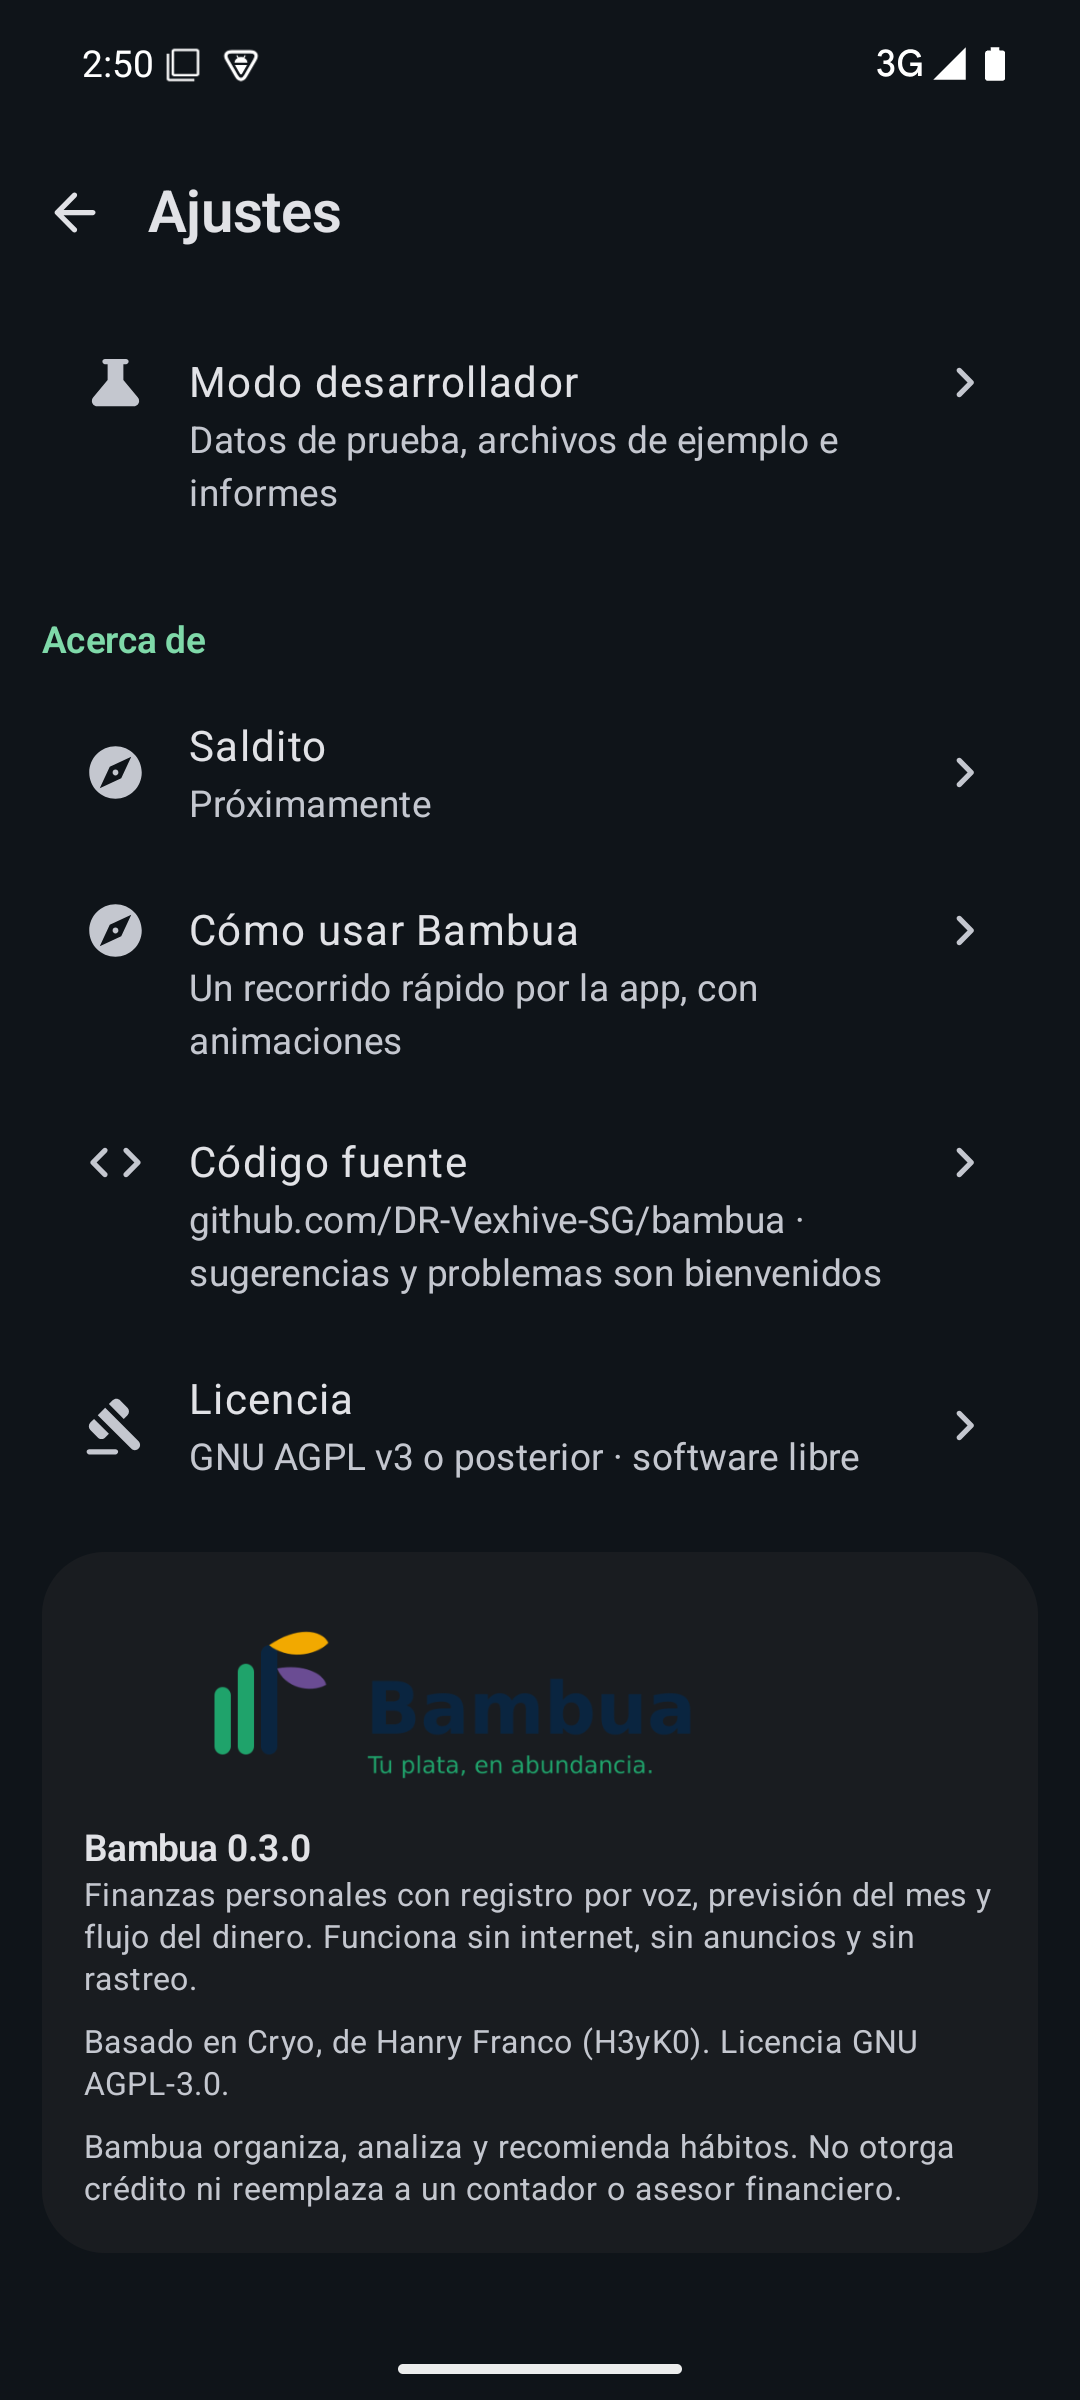 2:50
3G
Ajustes
Modo desarrollador
Datos de prueba, archivos de ejemplo e
informes
Acerca de
Saldito
Próximamente
Cómo usar Bambua
Un recorrido rápido por la app, con
animaciones
Código fuente
github.com/DR-Vexhive-SG/bambua ·
sugerencias y problemas son bienvenidos
Licencia
GNU AGPL v3 o posterior · software libre
Bambua
Tu plata, en abundancia.
Bambua 0.3.0
Finanzas personales con registro por voz, previsión del mes y
flujo del dinero. Funciona sin internet, sin anuncios y sin
rastreo.
Basado en Cryo, de Hanry Franco (H3yK0). Licencia GNU
AGPL-3.0.
Bambua organiza, analiza y recomienda hábitos. No otorga
crédito ni reemplaza a un contador o asesor financiero.